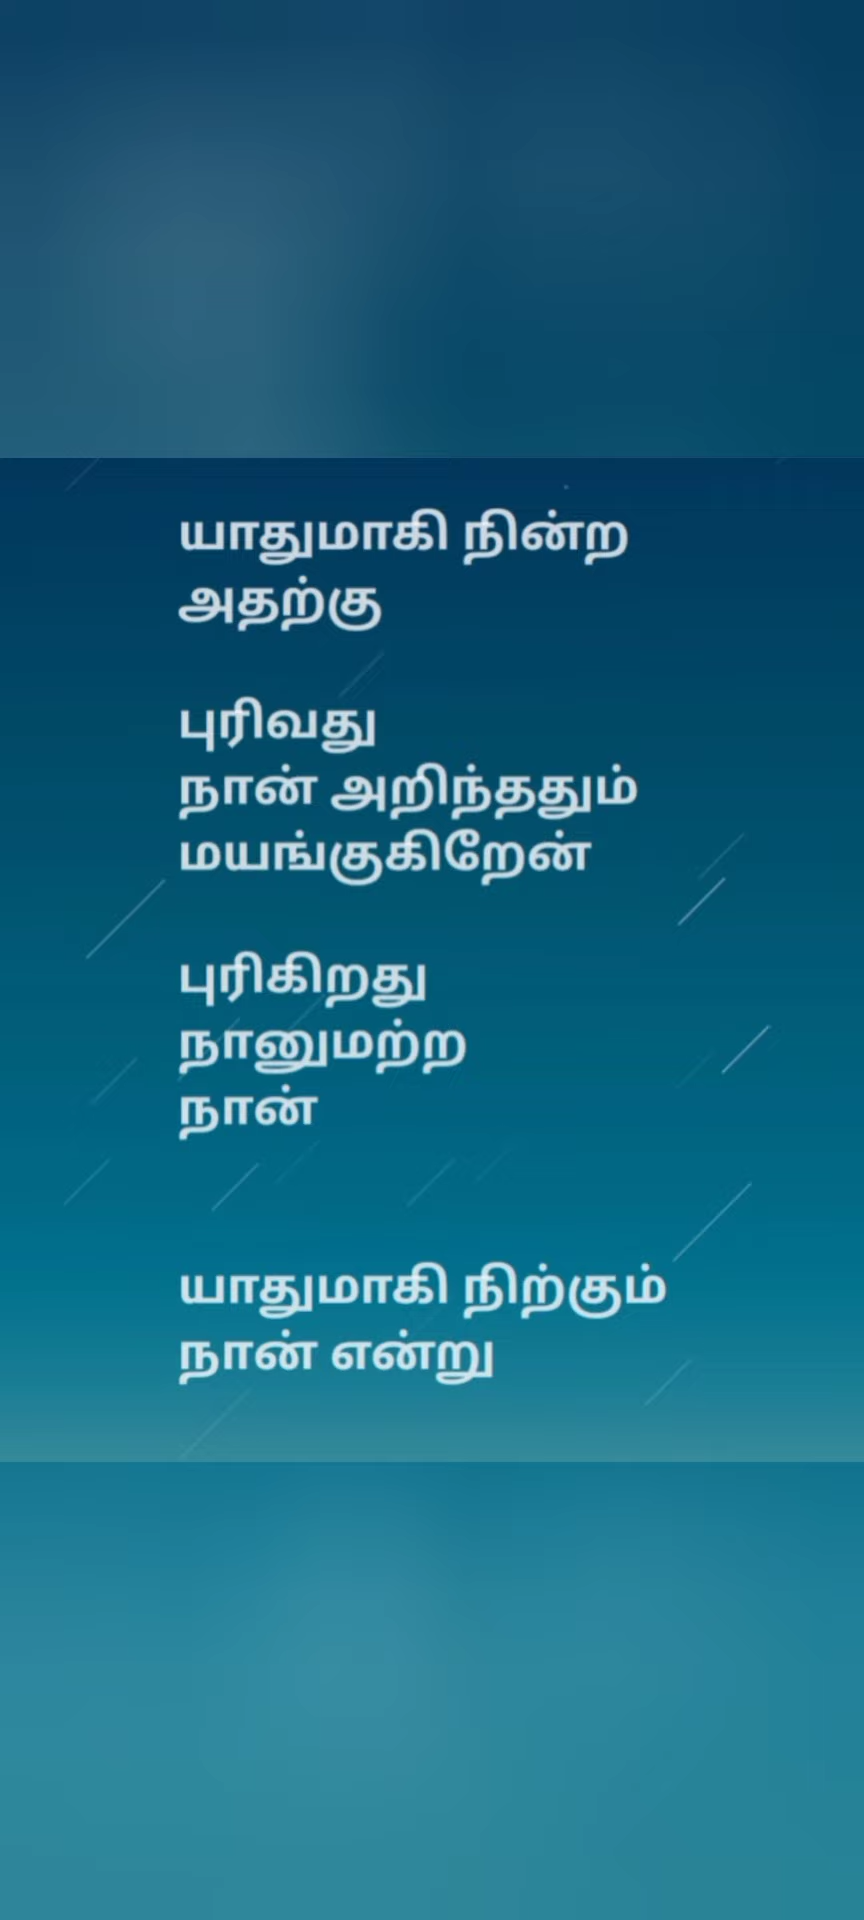 யாதுமாகி நின்ற
அதற்கு
புரிவது
நான் அறிந்ததும்
மயங்குகிறேன்
புரிகிறது
நானுமற்ற
நான்
யாதுமாகி நிற்கும்
நான் என்று